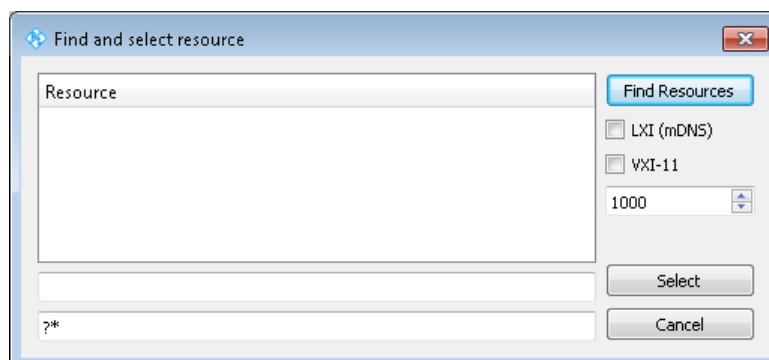 Find and select resource
Resource
Find Resources
LXI (mDNS)
VXI-11
1000
Select
?*
Cancel